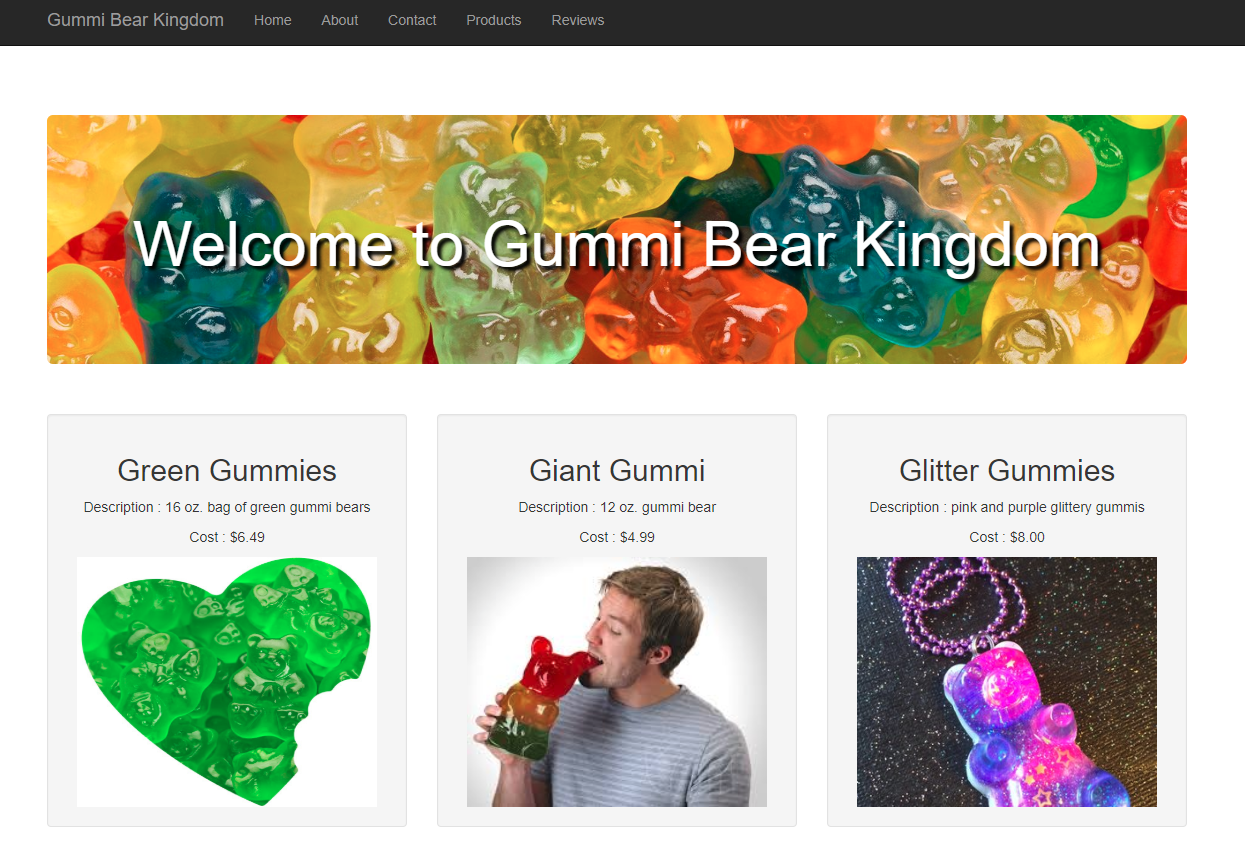 Gummi Bear Kingdom Home About Contact Products Reviews
Welcome to Gummi Bear Kingdom
Green Gummies
Description : 16 oz. bag of green gummi bears
Cost : $6.49
Giant Gummi
Description : 12 oz. gummi bear
Cost : $4.99
Glitter Gummies
Description : pink and purple glittery gummis
Cost : $8.00